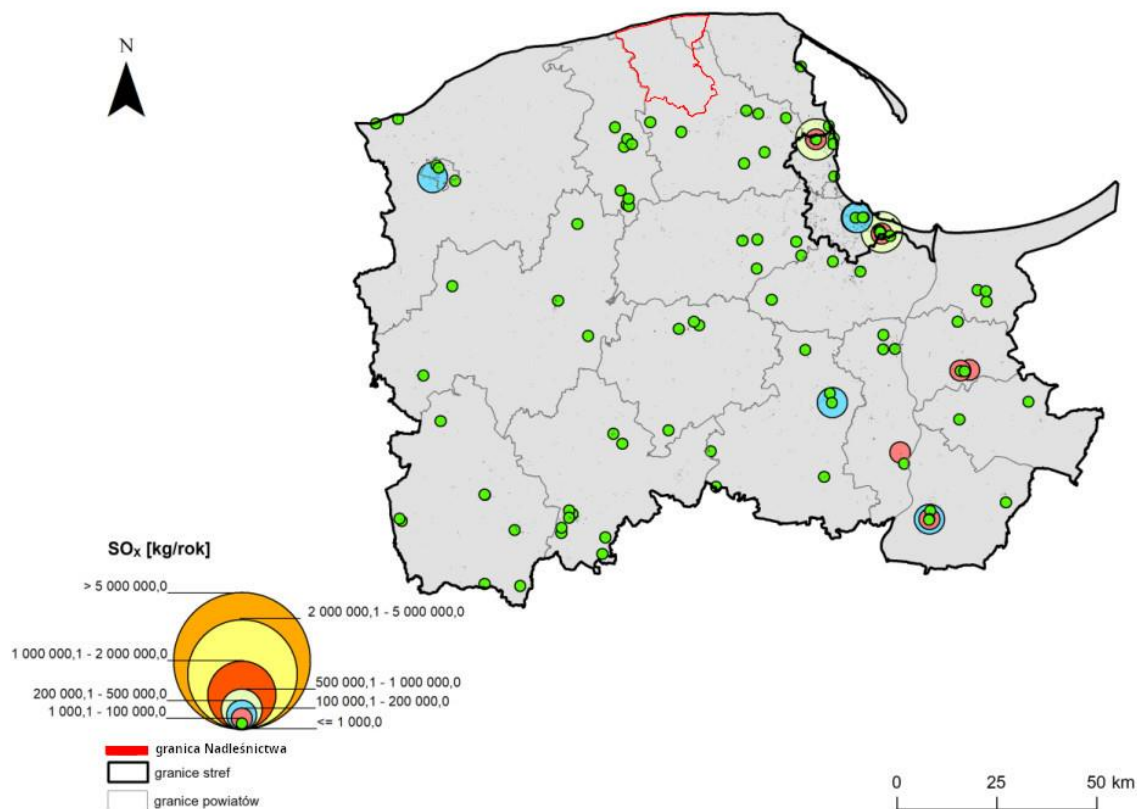 N
SOₓ [kg/rok]
> 5 000 000,0
2 000 000,1 - 5 000 000,0
1 000 000,1 - 2 000 000,0
500 000,1 - 1 000 000,0
200 000,1 - 500 000,0
100 000,1 - 200 000,0
1 000,1 - 100 000,0
<= 1 000,0
granica Nadleśnictwa
granice stref
granice powiatów
0 25 50 km